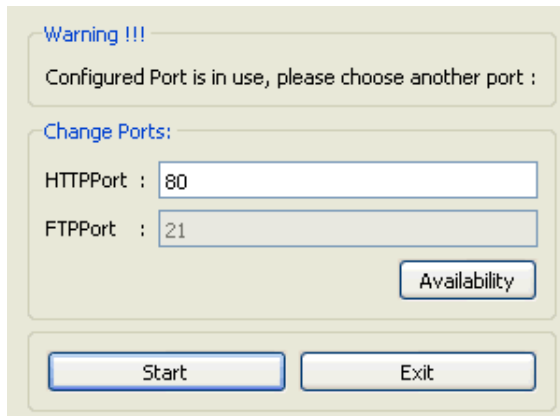 Warning !!!
Configured Port is in use, please choose another port :
Change Ports:
HTTPPort : 80
FTPPort : 21
Availability
Start Exit